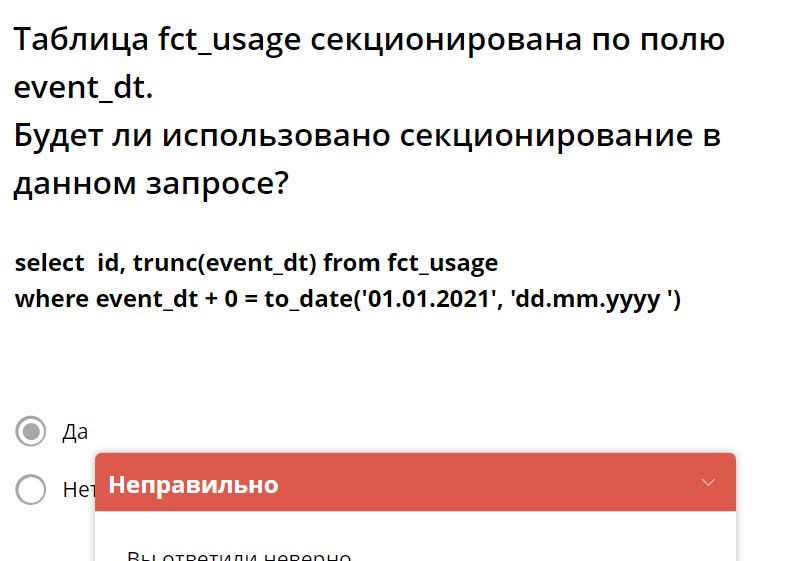 Таблица fct_usage секционирована по полю
event_dt.
Будет ли использовано секционирование в
данном запросе?
select  id, trunc(event_dt) from fct_usage
where event_dt + 0 = to_date('01.01.2021', 'dd.mm.yyyy ')
Да
Нет
Неправильно
Вы ответили неверно